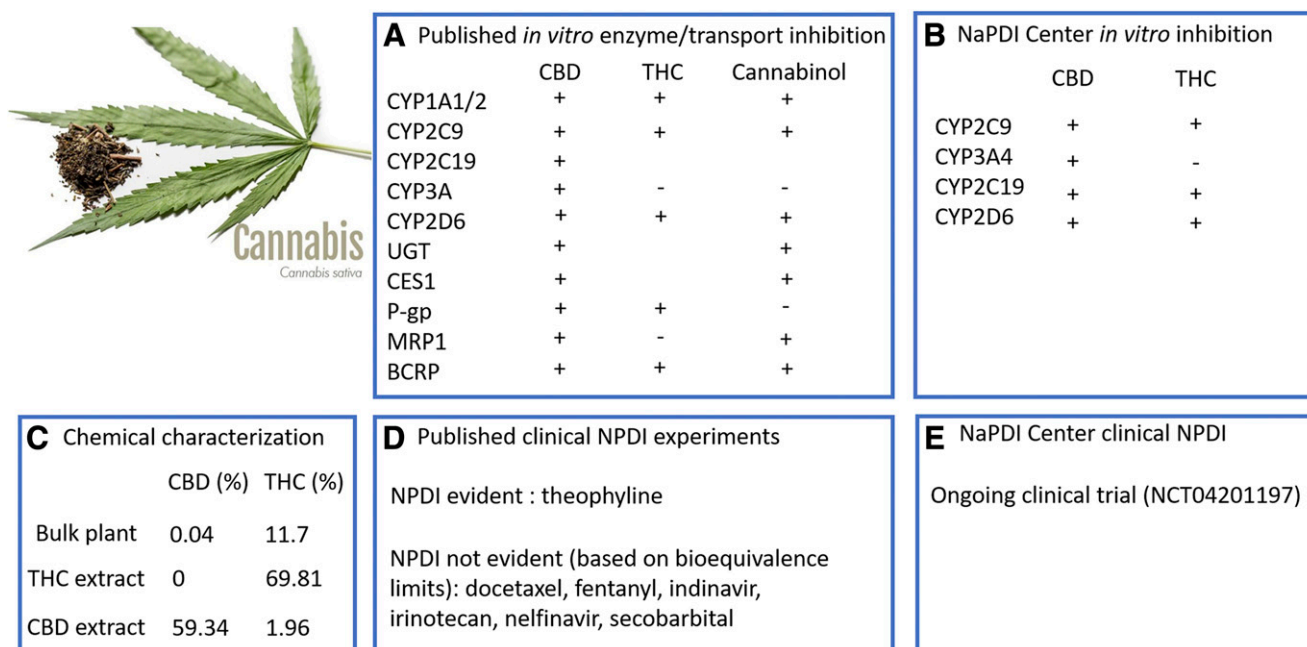 Cannabis
Cannabis sativa
A Published in vitro enzyme/transport inhibition
CBD THC Cannabinol
CYP1A1/2 + + +
CYP2C9 + + +
CYP2C19 +
CYP3A + - -
CYP2D6 + + +
UGT + +
CES1 + +
P-gp + + -
MRP1 + - +
BCRP + + +
B NaPDI Center in vitro inhibition
CBD THC
CYP2C9 + +
CYP3A4 + -
CYP2C19 + +
CYP2D6 + +
C Chemical characterization
CBD (%) THC (%)
Bulk plant 0.04 11.7
THC extract 0 69.81
CBD extract 59.34 1.96
D Published clinical NPDI experiments
NPDI evident : theophyline
NPDI not evident (based on bioequivalence
limits): docetaxel, fentanyl, indinavir,
irinotecan, nelfinavir, secobarbital
E NaPDI Center clinical NPDI
Ongoing clinical trial (NCT04201197)